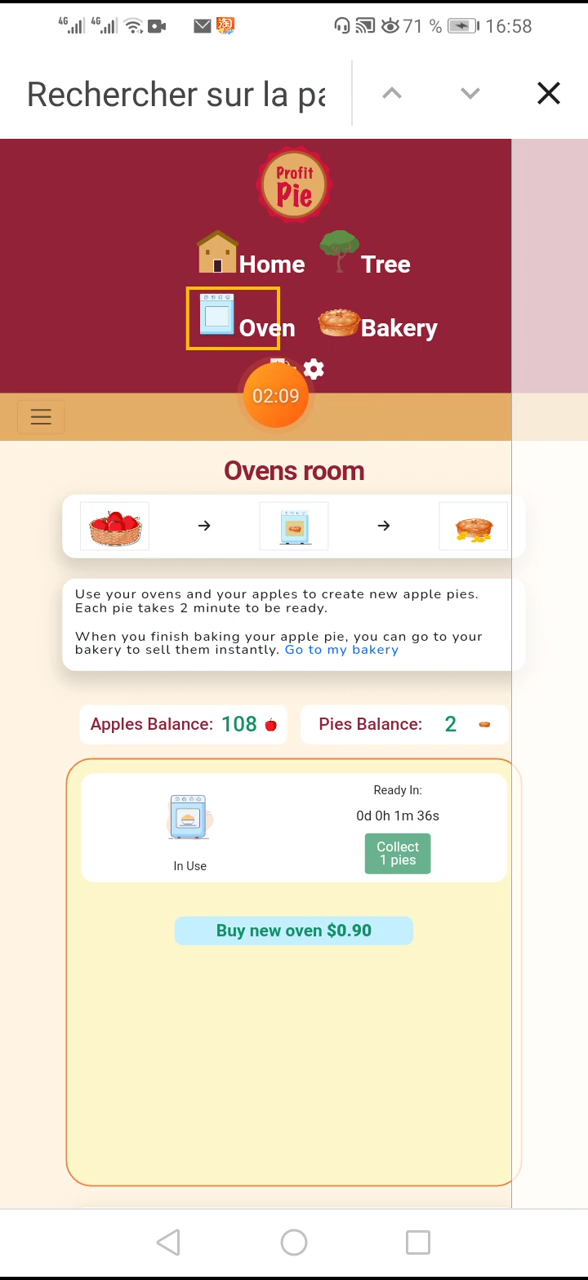 4G 4G 71 % 16:58
Rechercher sur la pa
Profit
Pie
Home Tree
Oven Bakery
02:09
Ovens room
Use your ovens and your apples to create new apple pies.
Each pie takes 2 minute to be ready.
When you finish baking your apple pie, you can go to your
bakery to sell them instantly. Go to my bakery
Apples Balance: 108 Pies Balance: 2
Ready In:
0d 0h 1m 36s
Collect
1 pies
In Use
Buy new oven $0.90